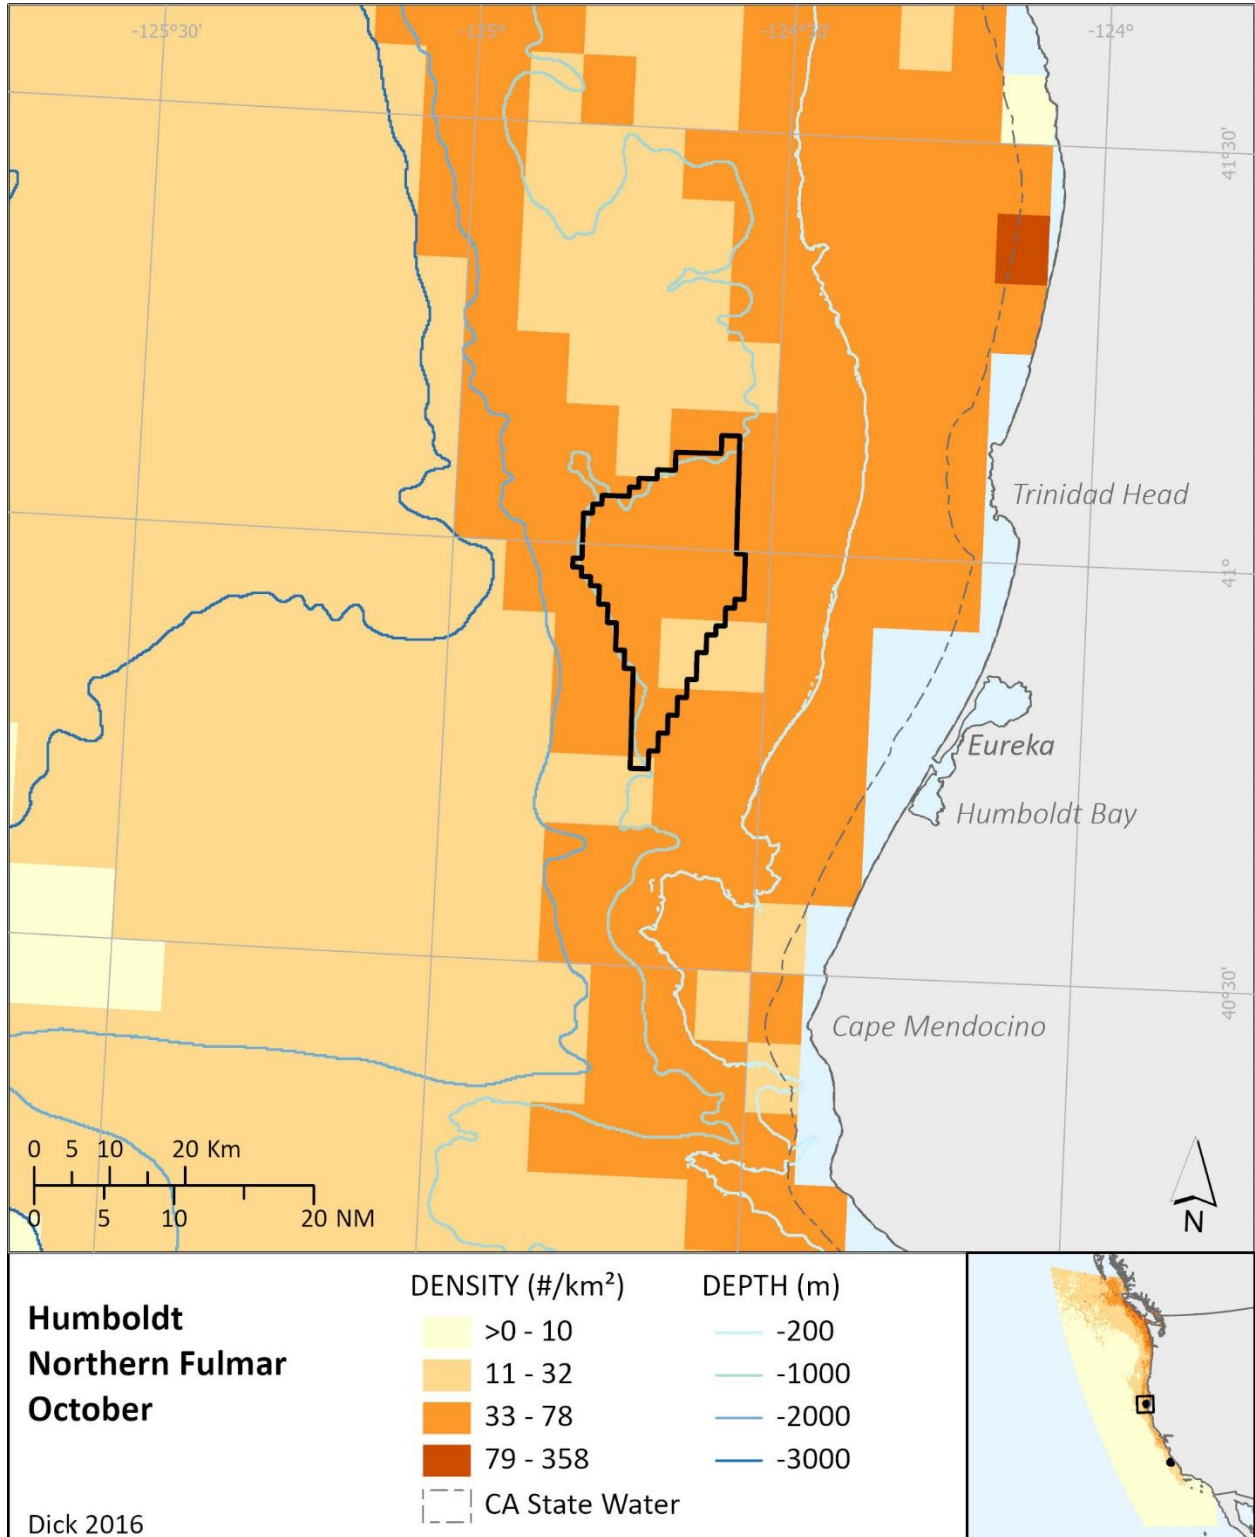 -125°30'
-125°
-124°30'
-124°
41°30'
Trinidad Head
41°
Eureka
Humboldt Bay
40°30'
Cape Mendocino
0 5 10 20 Km
0 5 10 20 NM
N
Humboldt
Northern Fulmar
October
Dick 2016
DENSITY (#/km²)
>0 - 10
11 - 32
33 - 78
79 - 358
CA State Water
DEPTH (m)
-200
-1000
-2000
-3000